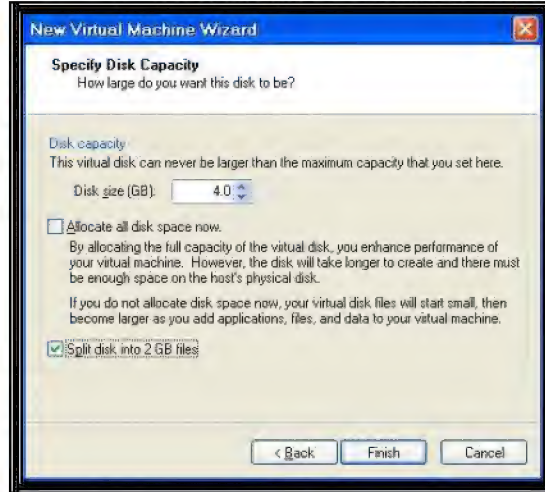 New Virtual Machine Wizard
Specify Disk Capacity
How large do you want this disk to be?
Disk capacity
This virtual disk can never be larger than the maximum capacity that you set here.
Disk size (GB): 4.0
Allocate all disk space now.
By allocating the full capacity of the virtual disk, you enhance performance of
your virtual machine. However, the disk will take longer to create and there must
be enough space on the host's physical disk.
If you do not allocate disk space now, your virtual disk files will start small, then
become larger as you add applications, files, and data to your virtual machine.
Split disk into 2 GB files
< Back Finish Cancel